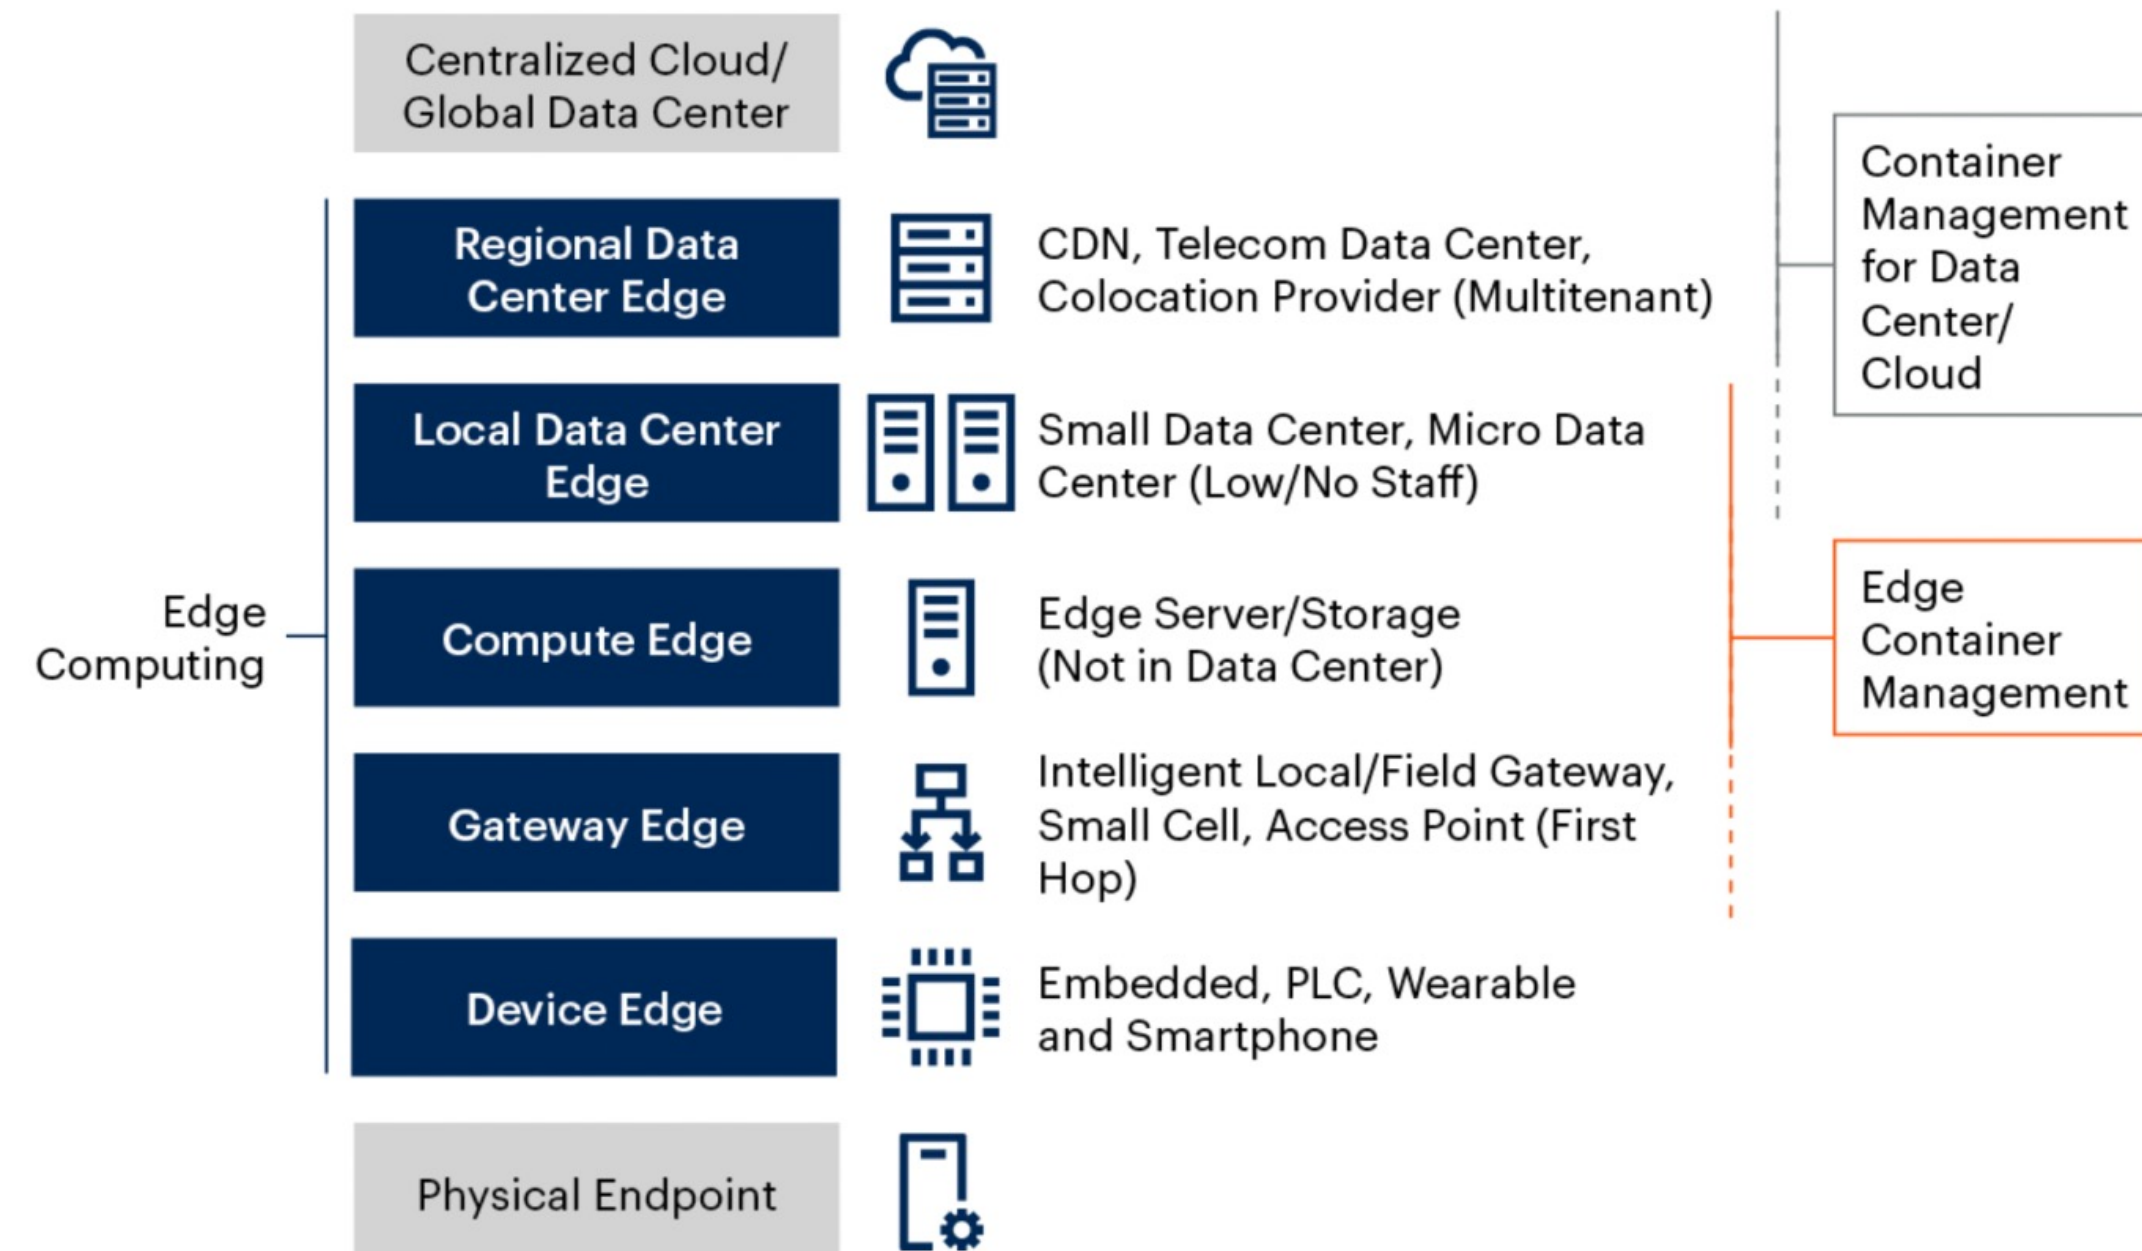 Centralized Cloud/
Global Data Center
Regional Data
Center Edge
CDN, Telecom Data Center,
Colocation Provider (Multitenant)
Container
Management
for Data
Center/
Cloud
Local Data Center
Edge
Small Data Center, Micro Data
Center (Low/No Staff)
Edge
Computing
Compute Edge
Edge Server/Storage
(Not in Data Center)
Edge
Container
Management
Gateway Edge
Intelligent Local/Field Gateway,
Small Cell, Access Point (First
Hop)
Device Edge
Embedded, PLC, Wearable
and Smartphone
Physical Endpoint